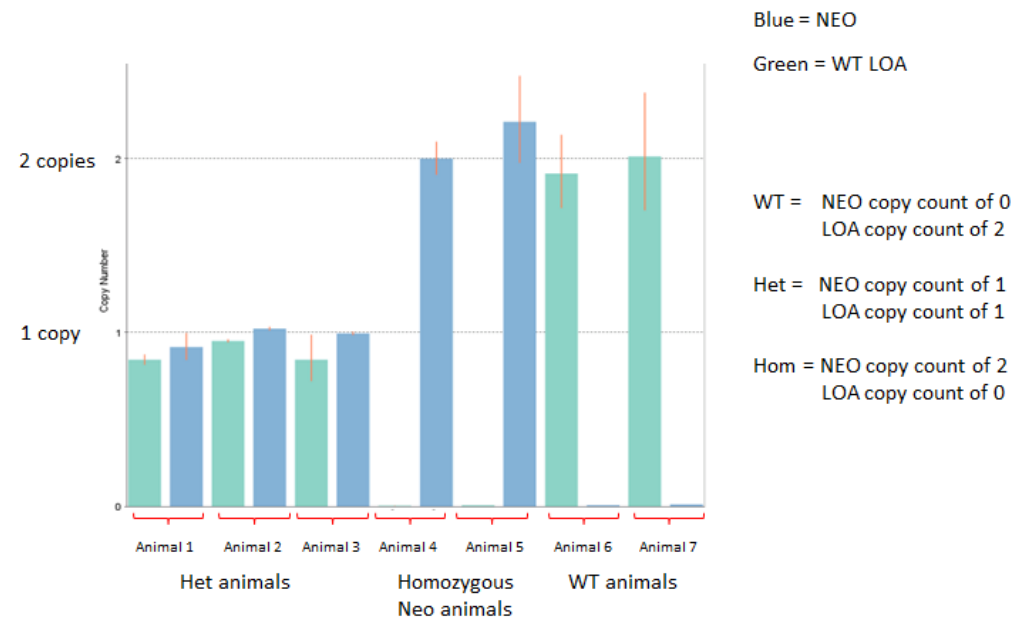 Blue = NEO
Green = WT LOA
2 copies
2
Copy Number
1 copy
1
0
WT = NEO copy count of 0
LOA copy count of 2
Het = NEO copy count of 1
LOA copy count of 1
Hom = NEO copy count of 2
LOA copy count of 0
Animal 1
Animal 2
Animal 3
Animal 4
Animal 5
Animal 6
Animal 7
Het animals
Homozygous
Neo animals
WT animals